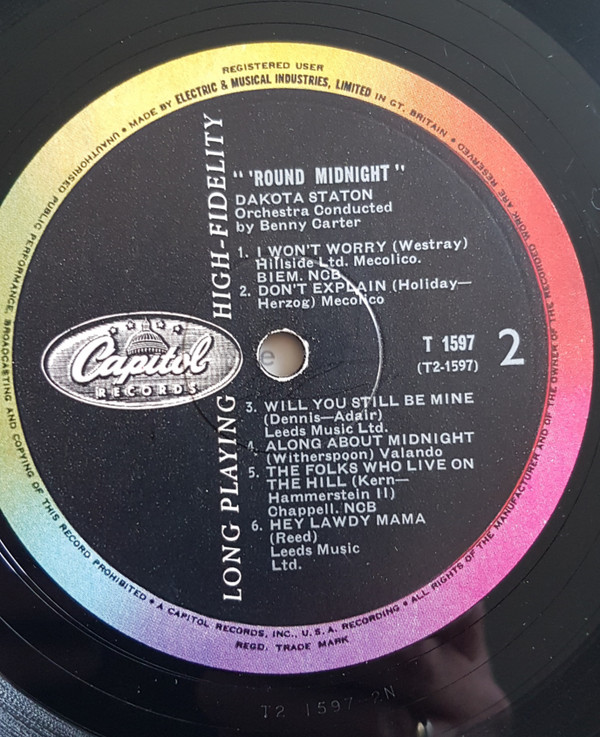 REGISTERED USER
UNAUTHORISED PUBLIC PERFORMANCE, BROADCASTING AND COPYING OF THIS RECORD PROHIBITED • A CAPITOL RECORDS, INC., U.S.A. RECORDING • ALL RIGHTS OF THE MANUFACTURER AND OF THE OWNER OF THE RECORDED WORK ARE RESERVED
• MADE BY ELECTRIC & MUSICAL INDUSTRIES, LIMITED IN GT. BRITAIN •
REGD. TRADE MARK
LONG PLAYING HIGH-FIDELITY
Capitol
RECORDS
" 'ROUND MIDNIGHT "
DAKOTA STATON
Orchestra Conducted
by Benny Carter
1. I WON'T WORRY (Westray)
Hillside Ltd. Mecolico.
BIEM. NCB
2. DON'T EXPLAIN (Holiday—
Herzog) Mecolico
T 1597
(T2-1597)
2
3. WILL YOU STILL BE MINE
(Dennis—Adair)
Leeds Music Ltd.
4. ALONG ABOUT MIDNIGHT
(Witherspoon) Valando
5. THE FOLKS WHO LIVE ON
THE HILL (Kern—
Hammerstein II)
Chappell. NCB
6. HEY LAWDY MAMA
(Reed)
Leeds Music
Ltd.
T2 1597-2N